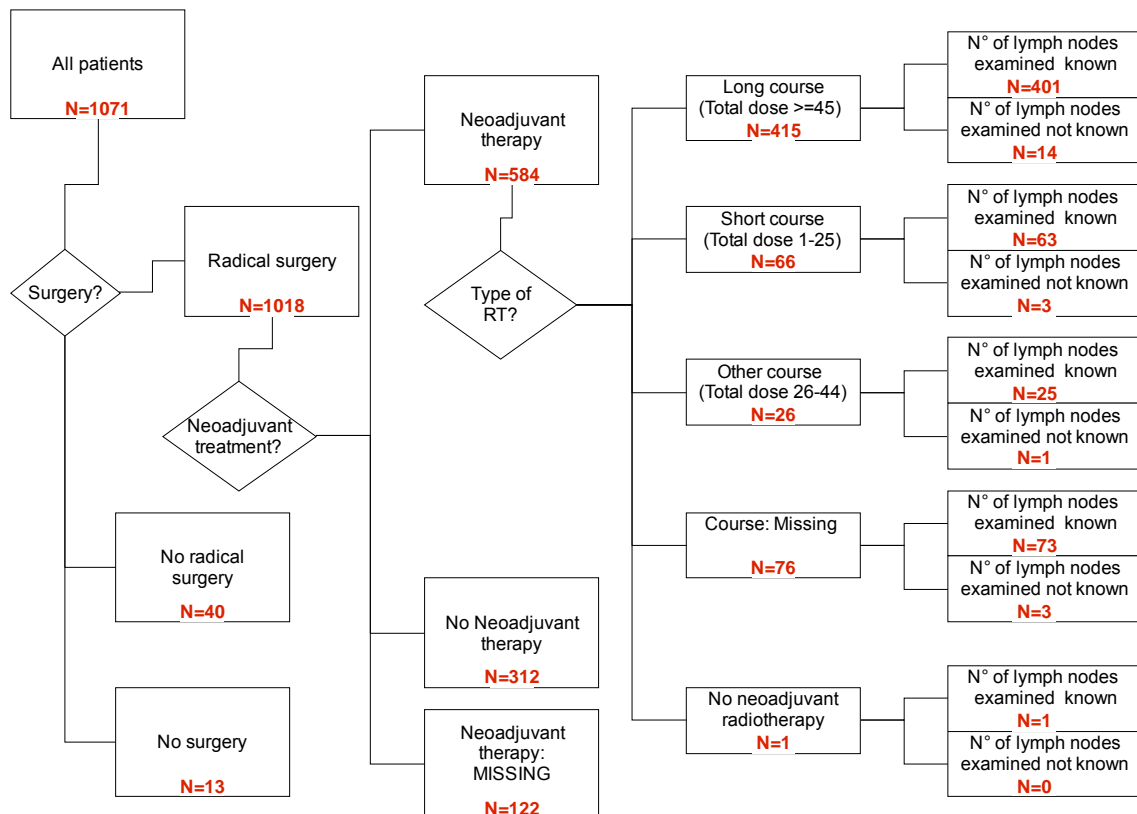 All patients
N=1071
Surgery?
Radical surgery
N=1018
Neoadjuvant
treatment?
No radical
surgery
N=40
No surgery
N=13
Neoadjuvant
therapy
N=584
Type of
RT?
No Neoadjuvant
therapy
N=312
Neoadjuvant
therapy:
MISSING
N=122
Long course
(Total dose >=45)
N=415
N° of lymph nodes
examined known
N=401
N° of lymph nodes
examined not known
N=14
Short course
(Total dose 1-25)
N=66
N° of lymph nodes
examined known
N=63
N° of lymph nodes
examined not known
N=3
Other course
(Total dose 26-44)
N=26
N° of lymph nodes
examined known
N=25
N° of lymph nodes
examined not known
N=1
Course: Missing
N=76
N° of lymph nodes
examined known
N=73
N° of lymph nodes
examined not known
N=3
No neoadjuvant
radiotherapy
N=1
N° of lymph nodes
examined known
N=1
N° of lymph nodes
examined not known
N=0